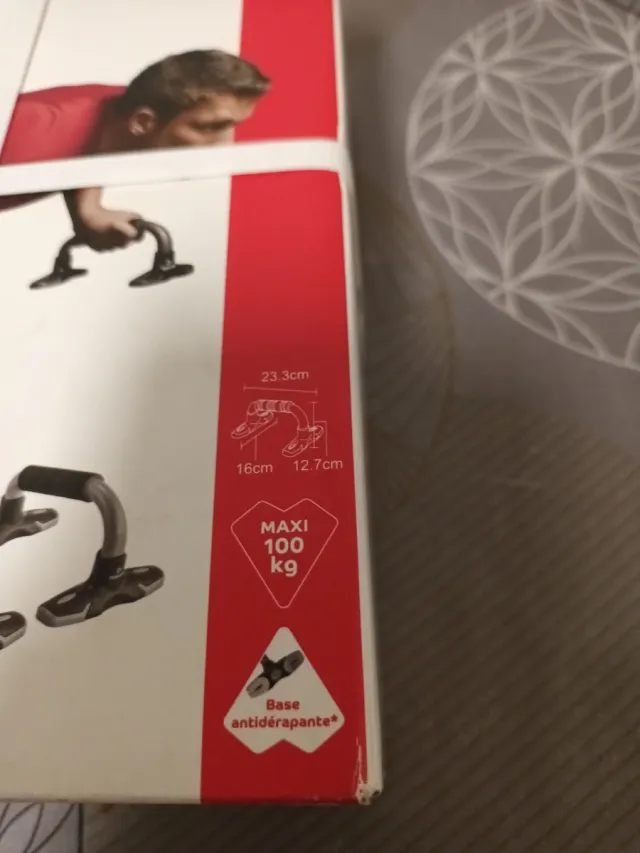 23.3cm
16cm 12.7cm
MAXI
100
kg
Base
antidérapante*